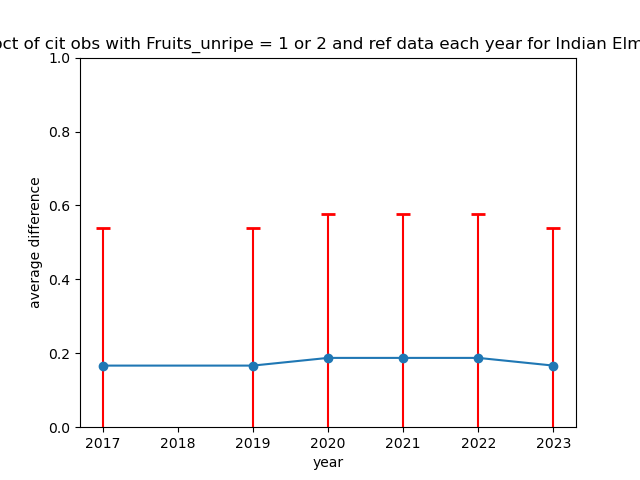 of cit obs with Fruits_unripe = 1 or 2 and ref data each year for Indian Elm
1.0
0.8
0.6
0.4
0.2
0.0
average difference
2017 2018 2019 2020 2021 2022 2023
year